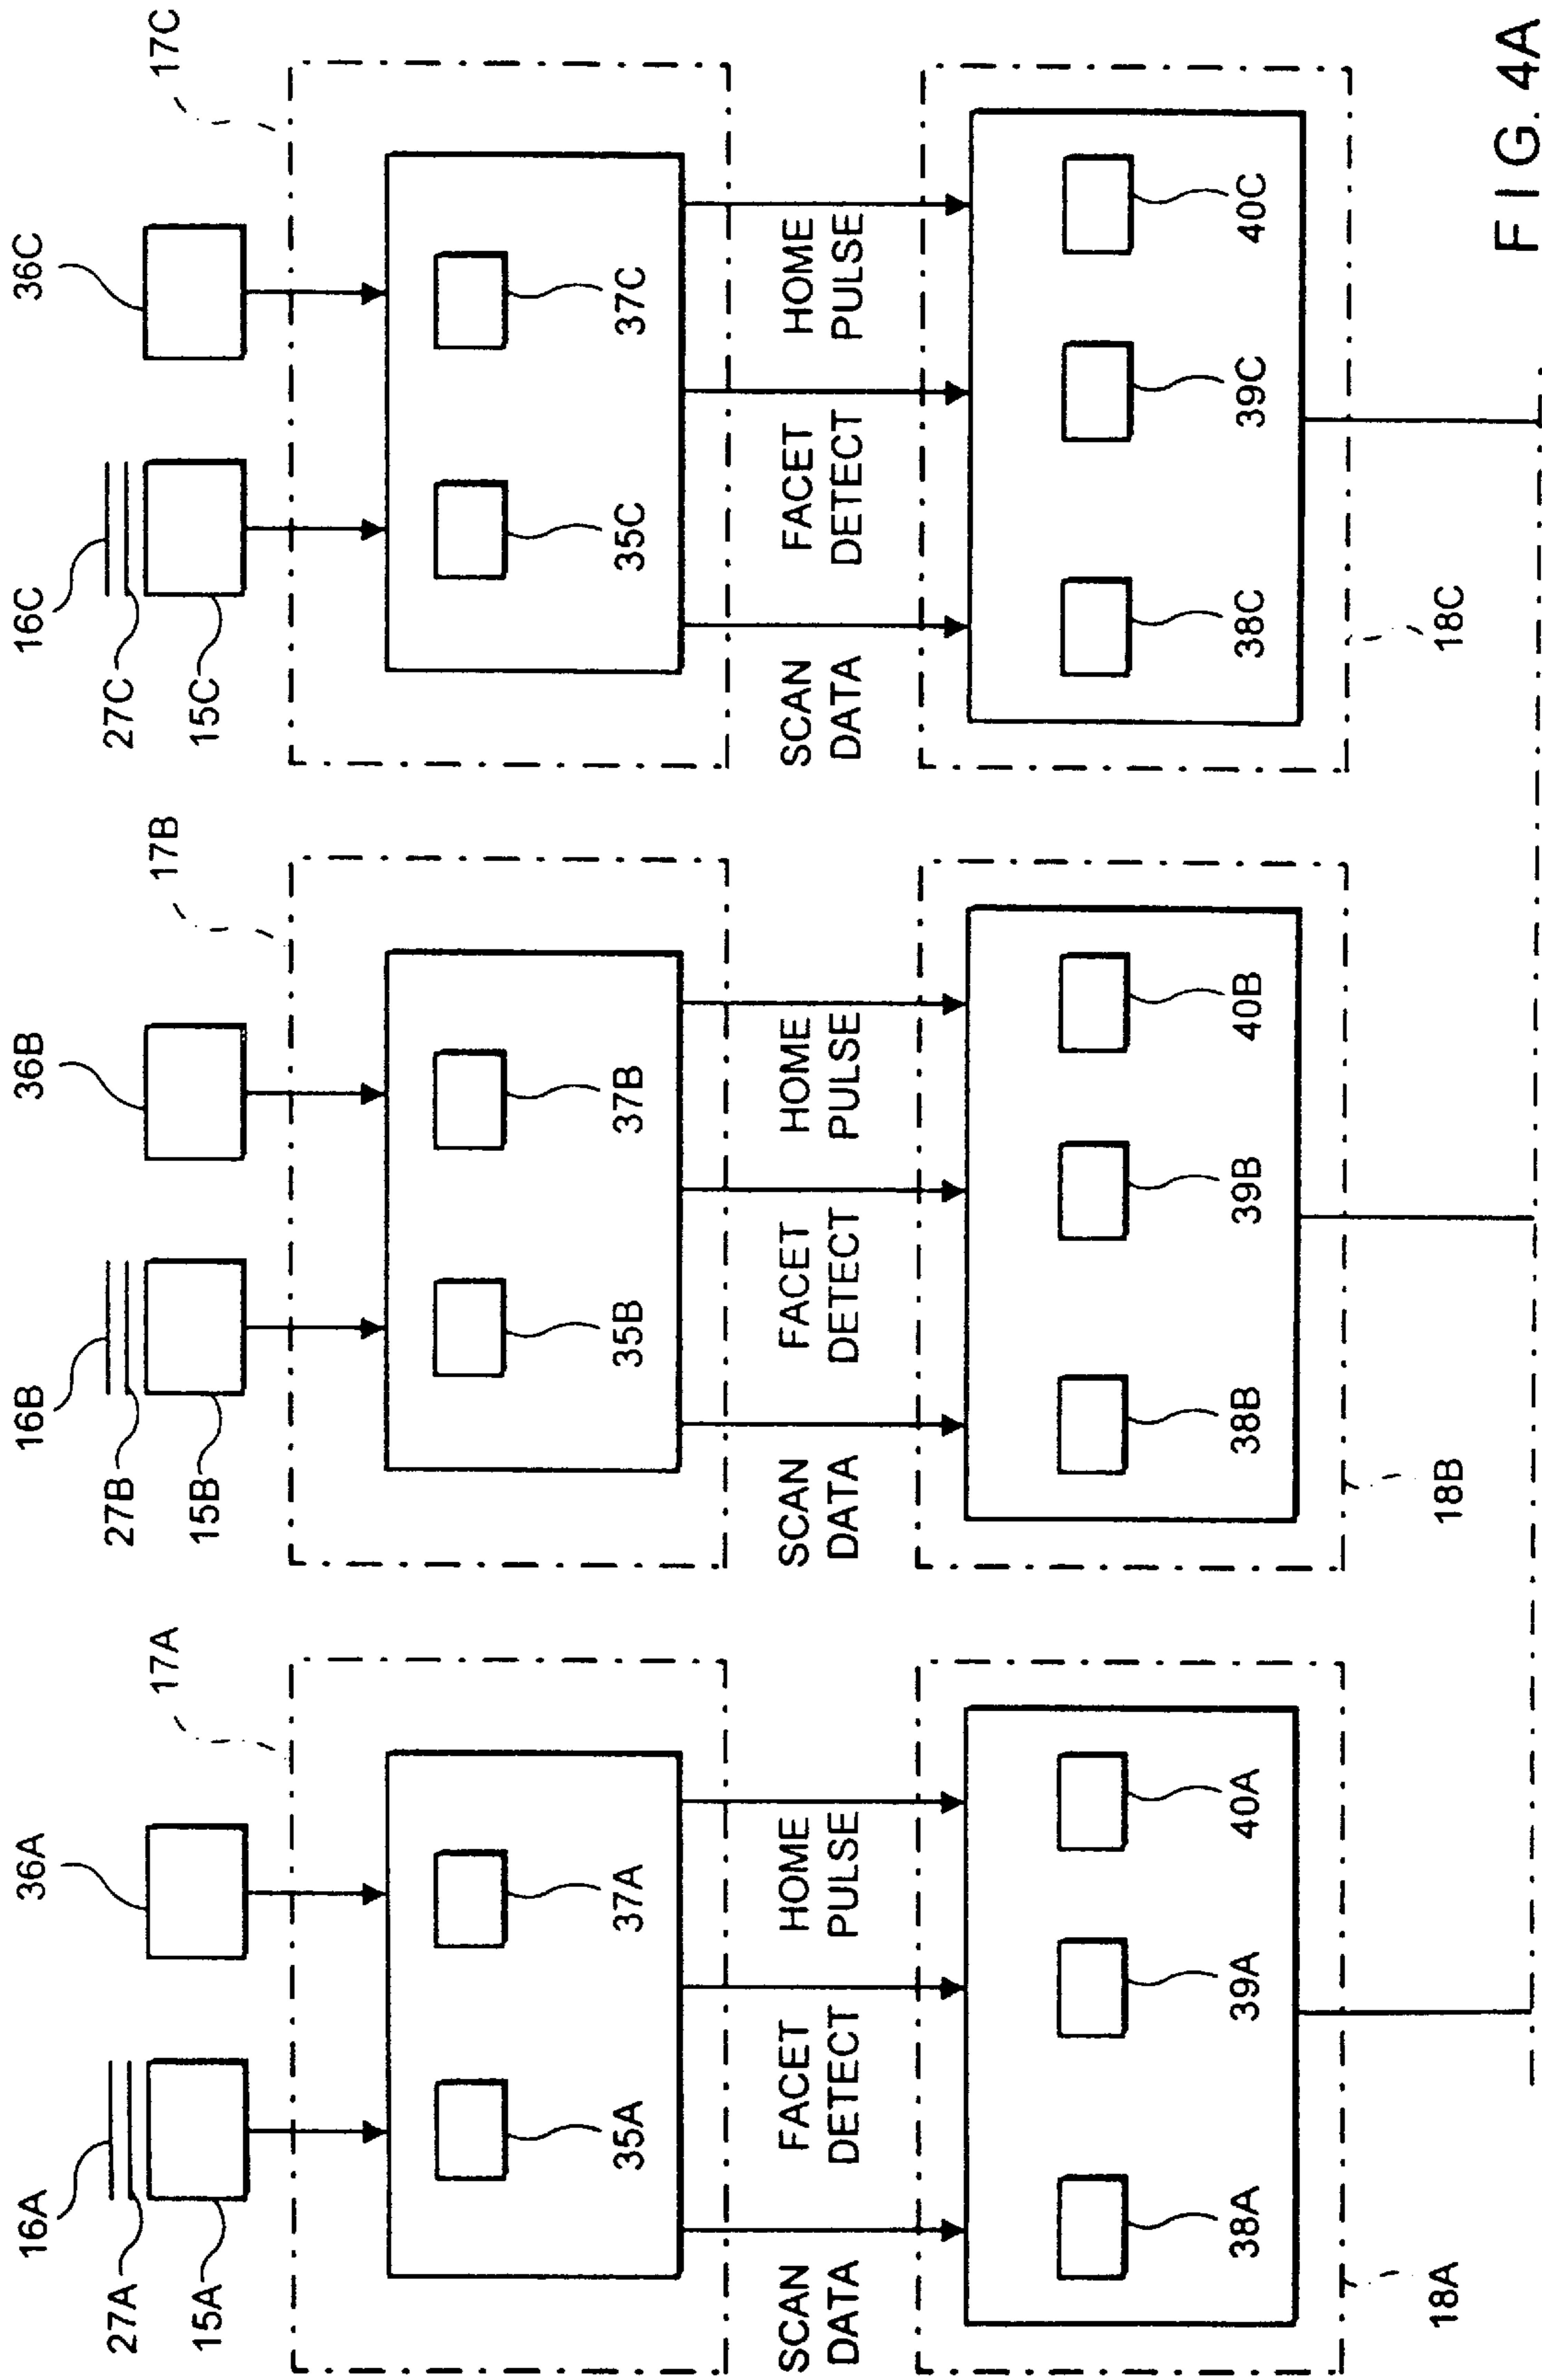 16A
27A
15A
36A
17A
35A
37A
SCAN
DATA
FACET
DETECT
HOME
PULSE
38A
39A
40A
18A
16B
27B
15B
36B
17B
35B
37B
SCAN
DATA
FACET
DETECT
HOME
PULSE
38B
39B
40B
18B
16C
27C
15C
36C
17C
35C
37C
SCAN
DATA
FACET
DETECT
HOME
PULSE
38C
39C
40C
18C
FIG. 4A